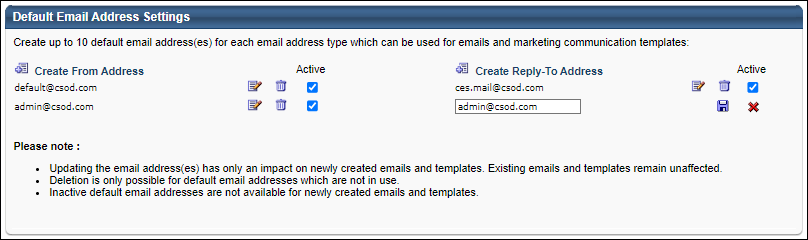 Default Email Address Settings
Create up to 10 default email address(es) for each email address type which can be used for emails and marketing communication templates:
Create From Address Active Create Reply-To Address Active
default@csod.com ces.mail@csod.com
admin@csod.com admin@csod.com
Please note :
• Updating the email address(es) has only an impact on newly created emails and templates. Existing emails and templates remain unaffected.
• Deletion is only possible for default email addresses which are not in use.
• Inactive default email addresses are not available for newly created emails and templates.